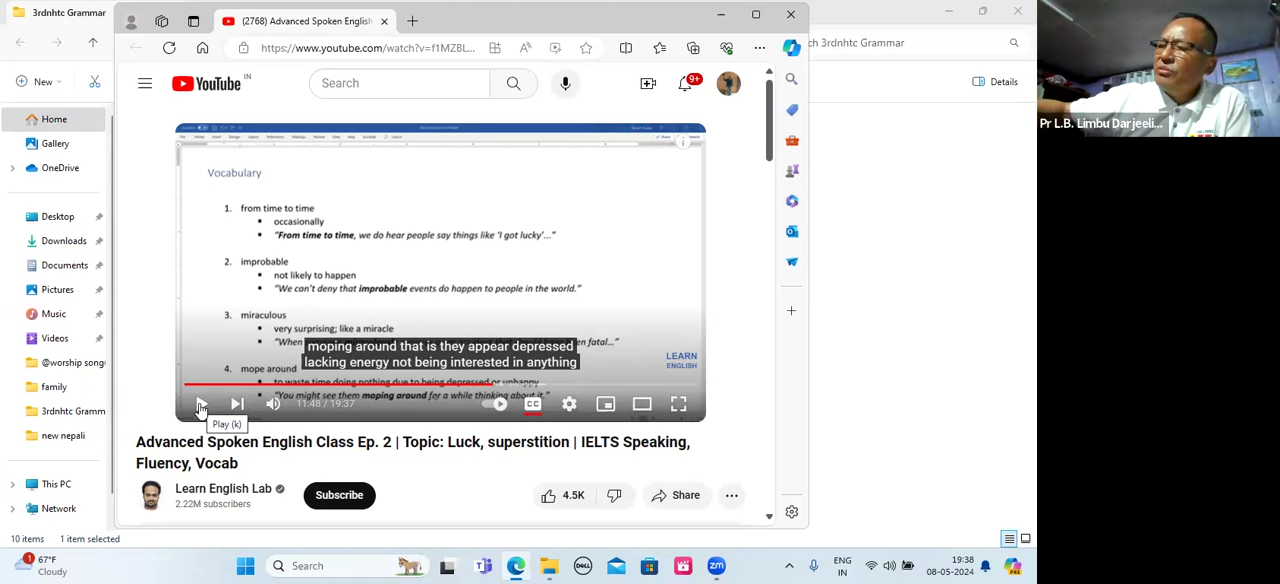 3rdnhtc Grammar
(2768) Advanced Spoken English
https://www.youtube.com/watch?v=f1MZBL...
ch 3rdnhtc Grammar
New
Details
YouTube IN
Search
9+
Pr L.B. Limbu Darjeeli...
Home
Gallery
OneDrive
Desktop
Downloads
Documents
Pictures
Music
Videos
@worship song
family
3rdnhtc Gramm
new nepali
This PC
Network
Vocabulary
1. from time to time
▪ occasionally
▪ "From time to time, we do hear people say things like 'I got lucky'..."
2. improbable
▪ not likely to happen
▪ "We can't deny that improbable events do happen to people in the world."
3. miraculous
▪ very surprising; like a miracle
moping around that is they appear depressed
lacking energy not being interested in anything
LEARN
ENGLISH
4. mope around
▪ to waste time doing nothing due to being depressed or unhappy
▪ "You might see them moping around for a while thinking about it."
11:48 / 19:37
CC
Play (k)
Advanced Spoken English Class Ep. 2 | Topic: Luck, superstition | IELTS Speaking,
Fluency, Vocab
Learn English Lab
2.22M subscribers
Subscribe
4.5K
Share
10 items 1 item selected
1
67°F
Cloudy
Search
DELL
zm
ENG
IN
19:38
08-05-2024
PRE